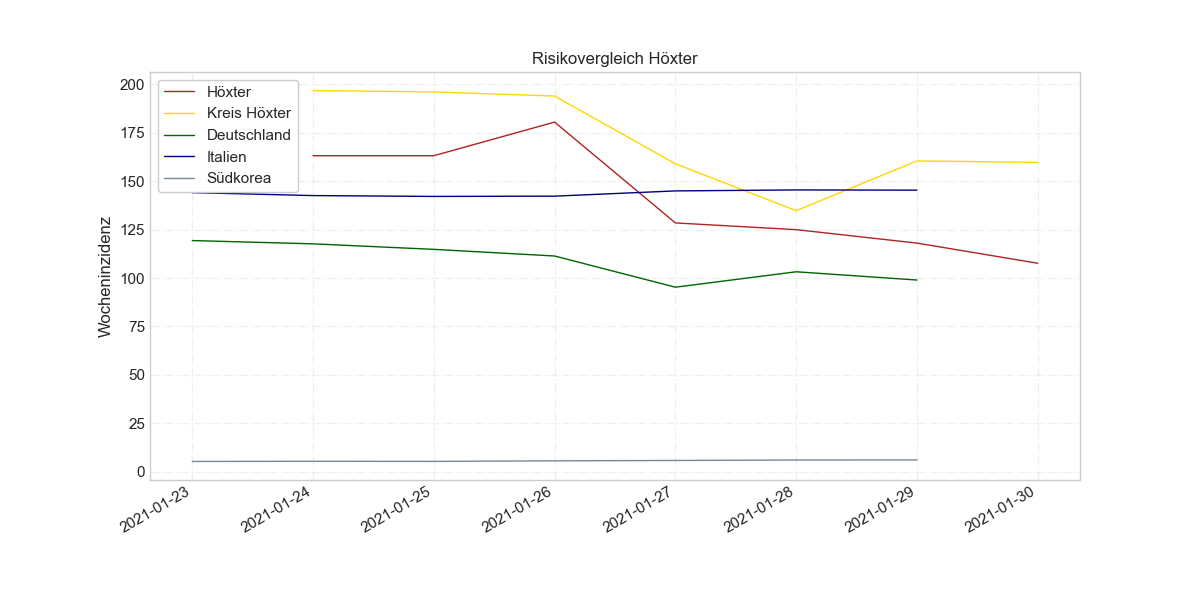 Risikovergleich Höxter
Höxter
Kreis Höxter
Deutschland
Italien
Südkorea
Wocheninzidenz
200
175
150
125
100
75
50
25
0
2021-01-23
2021-01-24
2021-01-25
2021-01-26
2021-01-27
2021-01-28
2021-01-29
2021-01-30